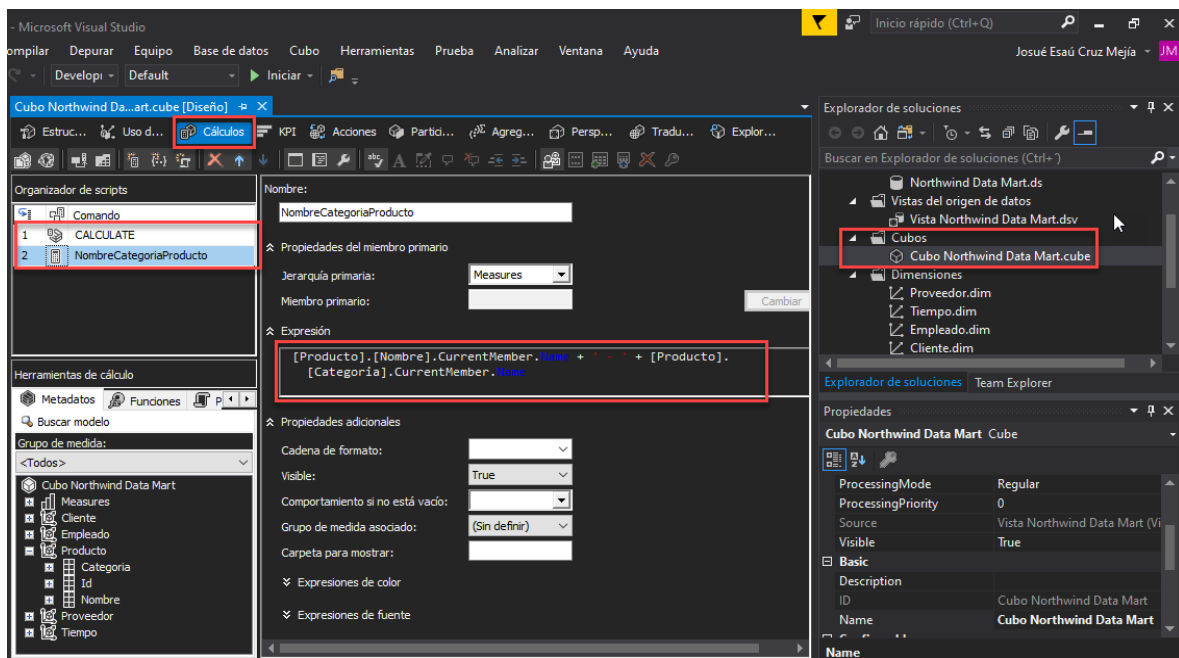 - Microsoft Visual Studio
Inicio rápido (Ctrl+Q)
ompilar Depurar Equipo Base de datos Cubo Herramientas Prueba Analizar Ventana Ayuda
Josué Esaú Cruz Mejía JM
Developi Default Iniciar
Cubo Northwind Da...art.cube [Diseño]
Estruc... Uso d... Cálculos KPI Acciones Partici... Agreg... Persp... Tradu... Explor...
Organizador de scripts
Comando
1 CALCULATE
2 NombreCategoriaProducto
Herramientas de cálculo
Metadatos Funciones P
Buscar modelo
Grupo de medida:
<Todos>
Cubo Northwind Data Mart
Measures
Cliente
Empleado
Producto
Categoria
Id
Nombre
Proveedor
Tiempo
Nombre:
NombreCategoriaProducto
Propiedades del miembro primario
Jerarquía primaria: Measures
Miembro primario: Cambiar
Expresión
[Producto].[Nombre].CurrentMember.Name + ' - ' + [Producto].
[Categoria].CurrentMember.Name
Propiedades adicionales
Cadena de formato:
Visible: True
Comportamiento si no está vacío:
Grupo de medida asociado: (Sin definir)
Carpeta para mostrar:
Expresiones de color
Expresiones de fuente
Explorador de soluciones
Buscar en Explorador de soluciones (Ctrl+´)
Northwind Data Mart.ds
Vistas del origen de datos
Vista Northwind Data Mart.dsv
Cubos
Cubo Northwind Data Mart.cube
Dimensiones
Proveedor.dim
Tiempo.dim
Empleado.dim
Cliente.dim
Explorador de soluciones Team Explorer
Propiedades
Cubo Northwind Data Mart Cube
ProcessingMode Regular
ProcessingPriority 0
Source Vista Northwind Data Mart (Vi
Visible True
Basic
Description
ID Cubo Northwind Data Mart
Name Cubo Northwind Data Mart
Name